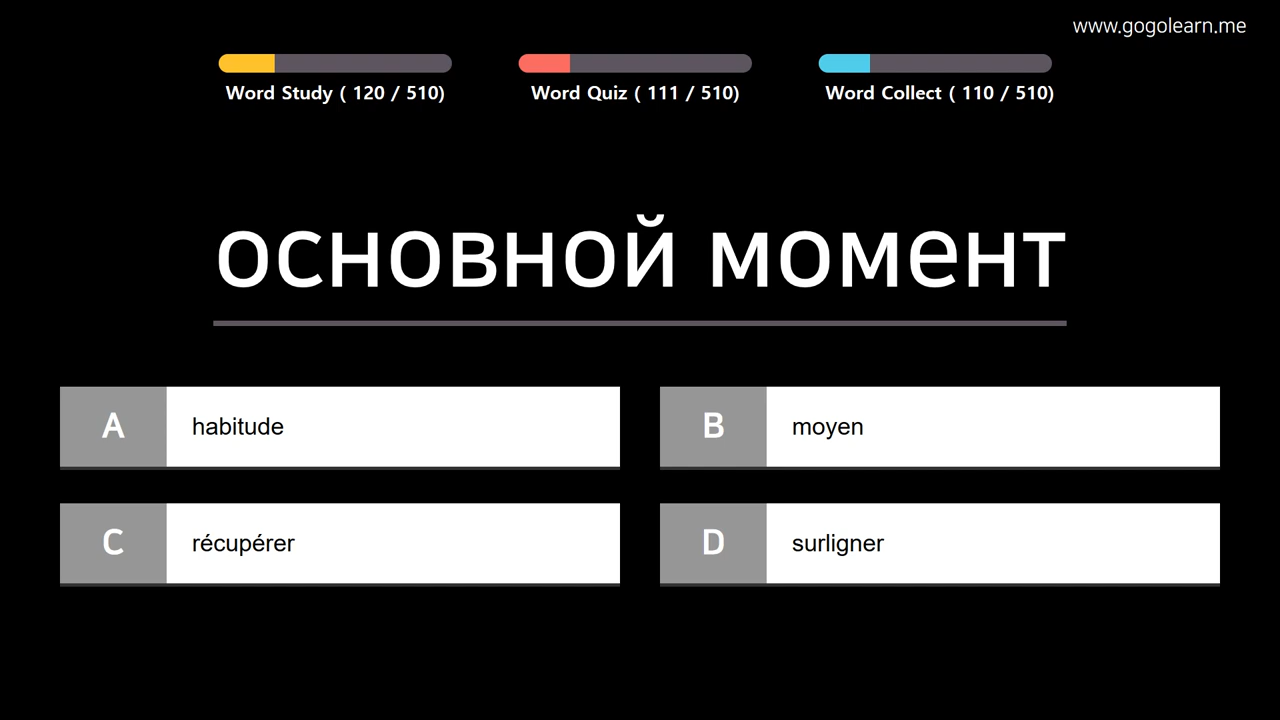 www.gogolearn.me
Word Study ( 120 / 510)
Word Quiz ( 111 / 510)
Word Collect ( 110 / 510)
основной момент
A habitude
B moyen
C récupérer
D surligner